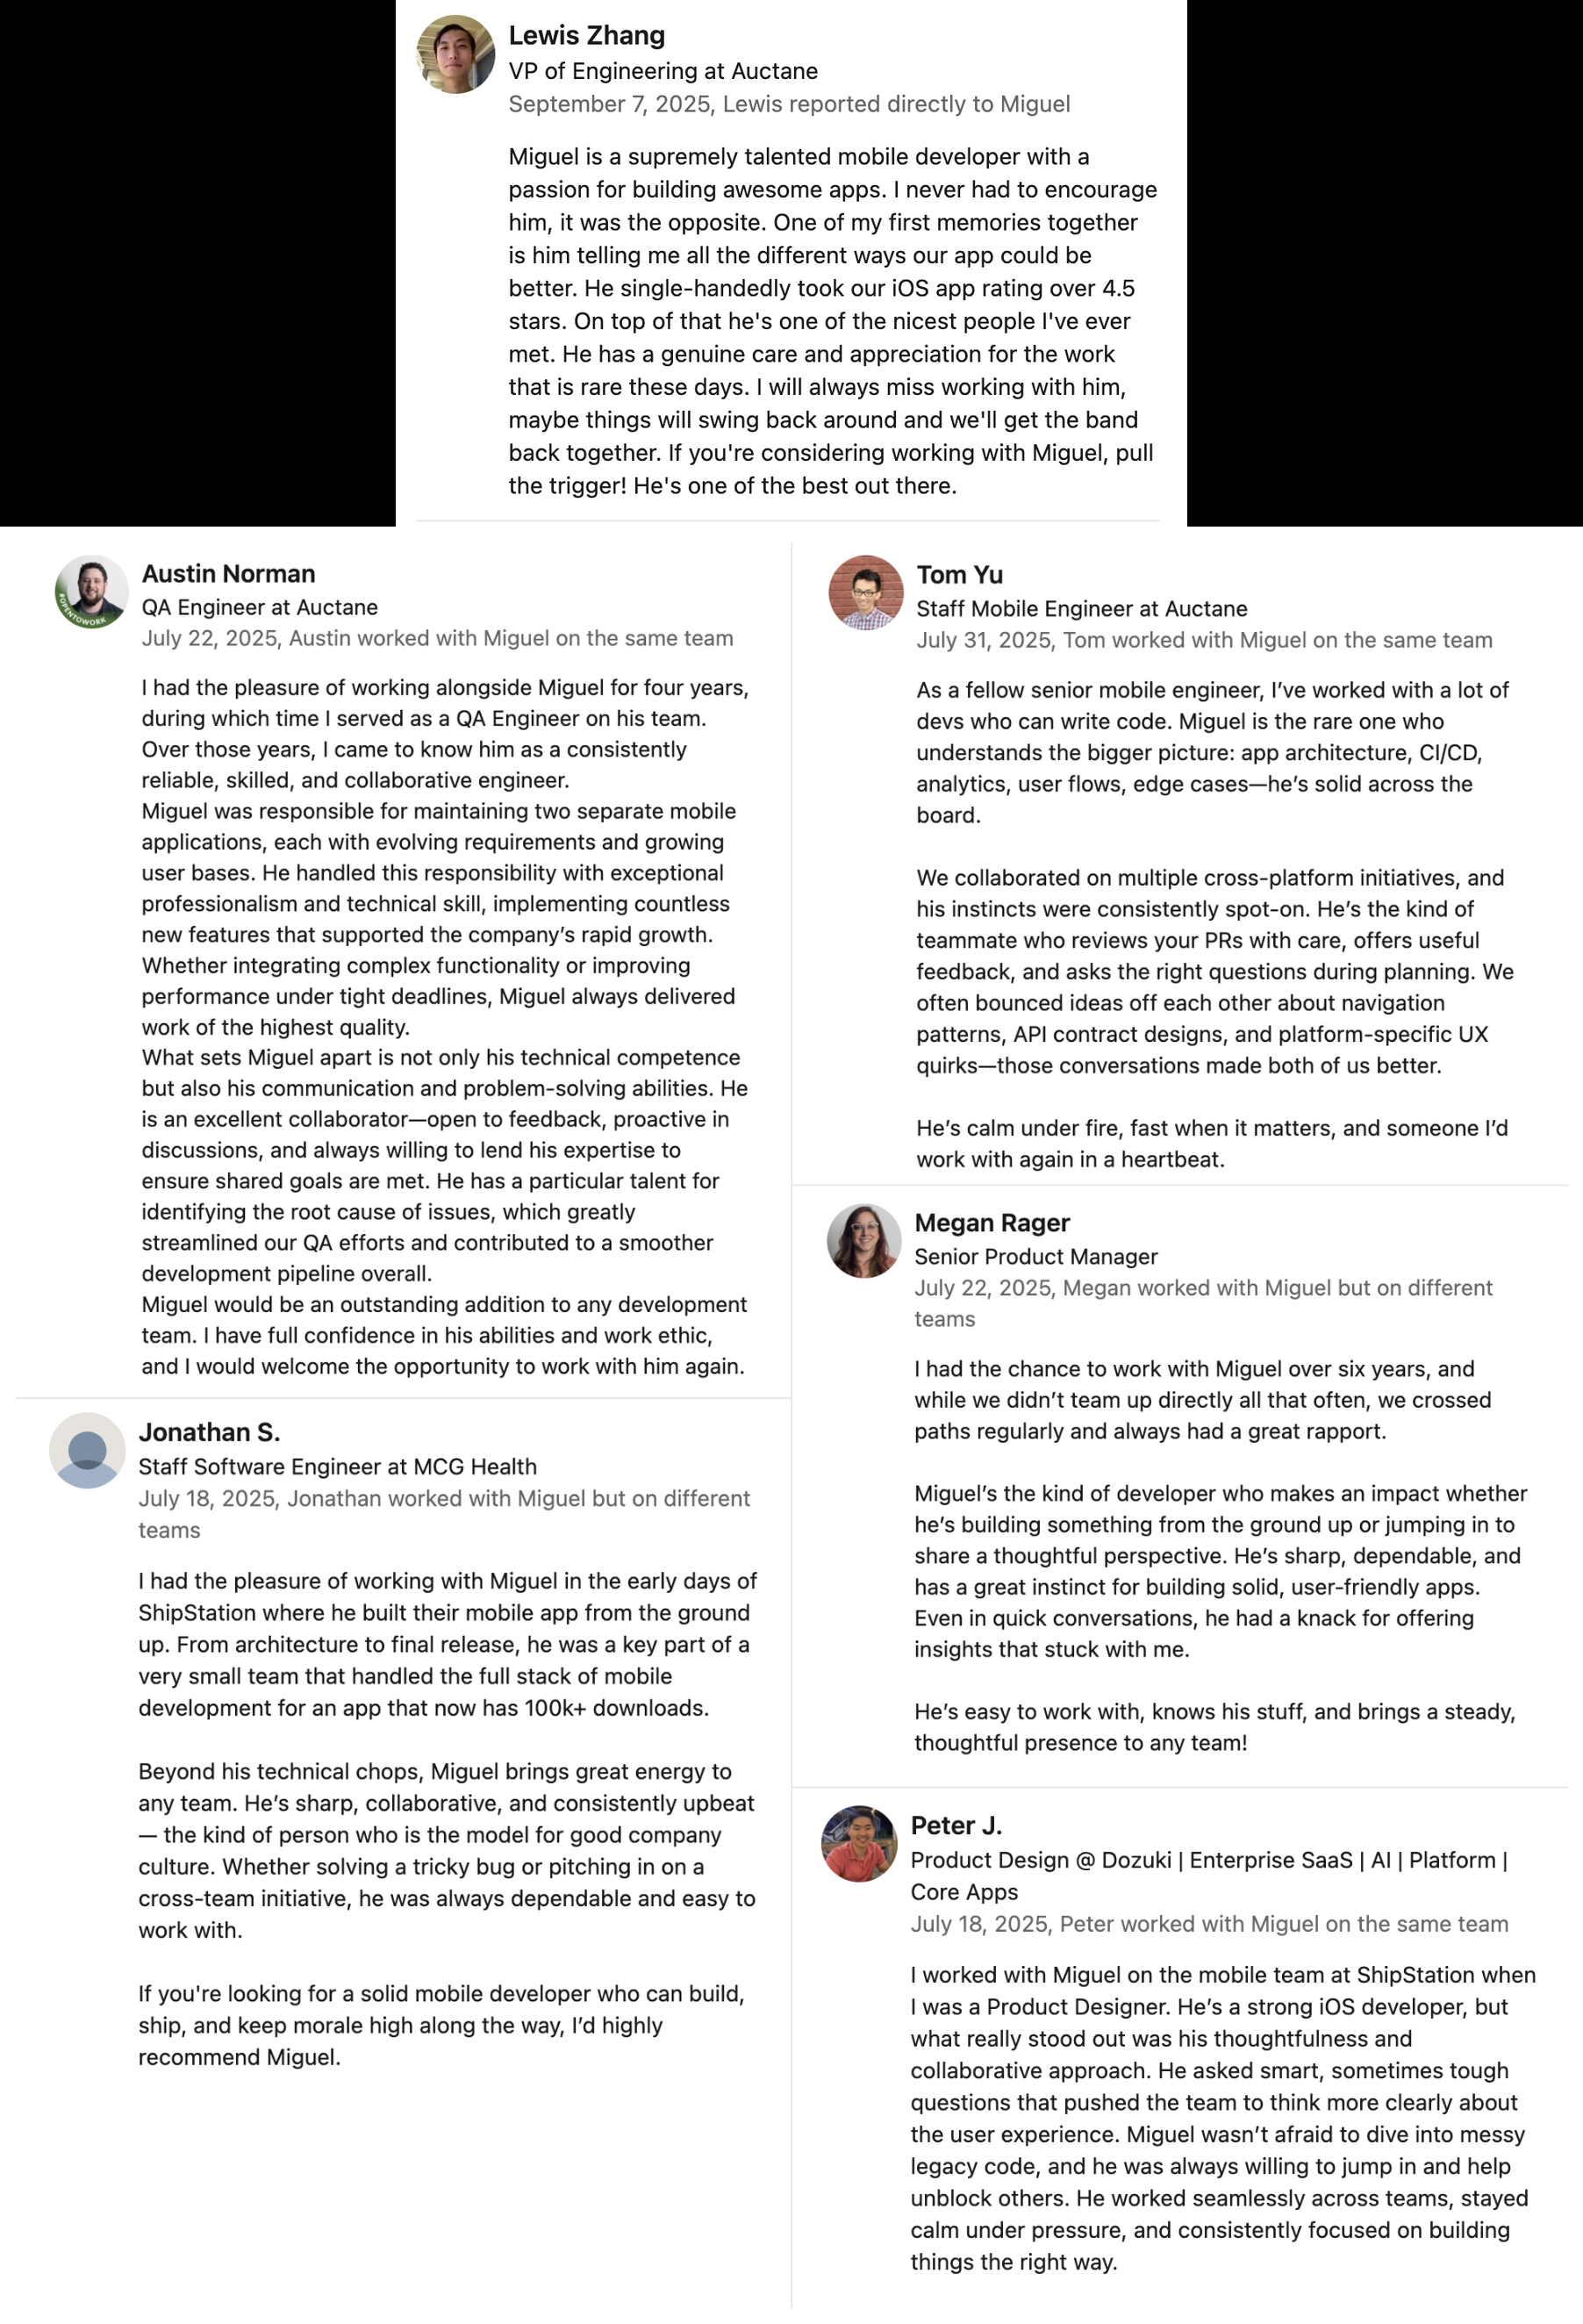 Lewis Zhang
VP of Engineering at Auctane
September 7, 2025, Lewis reported directly to Miguel
Miguel is a supremely talented mobile developer with a
passion for building awesome apps. I never had to encourage
him, it was the opposite. One of my first memories together
is him telling me all the different ways our app could be
better. He single-handedly took our iOS app rating over 4.5
stars. On top of that he's one of the nicest people I've ever
met. He has a genuine care and appreciation for the work
that is rare these days. I will always miss working with him,
maybe things will swing back around and we'll get the band
back together. If you're considering working with Miguel, pull
the trigger! He's one of the best out there.
#OPENTOWORK
Austin Norman
QA Engineer at Auctane
July 22, 2025, Austin worked with Miguel on the same team
I had the pleasure of working alongside Miguel for four years,
during which time I served as a QA Engineer on his team.
Over those years, I came to know him as a consistently
reliable, skilled, and collaborative engineer.
Miguel was responsible for maintaining two separate mobile
applications, each with evolving requirements and growing
user bases. He handled this responsibility with exceptional
professionalism and technical skill, implementing countless
new features that supported the company’s rapid growth.
Whether integrating complex functionality or improving
performance under tight deadlines, Miguel always delivered
work of the highest quality.
What sets Miguel apart is not only his technical competence
but also his communication and problem-solving abilities. He
is an excellent collaborator—open to feedback, proactive in
discussions, and always willing to lend his expertise to
ensure shared goals are met. He has a particular talent for
identifying the root cause of issues, which greatly
streamlined our QA efforts and contributed to a smoother
development pipeline overall.
Miguel would be an outstanding addition to any development
team. I have full confidence in his abilities and work ethic,
and I would welcome the opportunity to work with him again.
Jonathan S.
Staff Software Engineer at MCG Health
July 18, 2025, Jonathan worked with Miguel but on different
teams
I had the pleasure of working with Miguel in the early days of
ShipStation where he built their mobile app from the ground
up. From architecture to final release, he was a key part of a
very small team that handled the full stack of mobile
development for an app that now has 100k+ downloads.
Beyond his technical chops, Miguel brings great energy to
any team. He’s sharp, collaborative, and consistently upbeat
— the kind of person who is the model for good company
culture. Whether solving a tricky bug or pitching in on a
cross-team initiative, he was always dependable and easy to
work with.
If you're looking for a solid mobile developer who can build,
ship, and keep morale high along the way, I’d highly
recommend Miguel.
Tom Yu
Staff Mobile Engineer at Auctane
July 31, 2025, Tom worked with Miguel on the same team
As a fellow senior mobile engineer, I’ve worked with a lot of
devs who can write code. Miguel is the rare one who
understands the bigger picture: app architecture, CI/CD,
analytics, user flows, edge cases—he’s solid across the
board.
We collaborated on multiple cross-platform initiatives, and
his instincts were consistently spot-on. He’s the kind of
teammate who reviews your PRs with care, offers useful
feedback, and asks the right questions during planning. We
often bounced ideas off each other about navigation
patterns, API contract designs, and platform-specific UX
quirks—those conversations made both of us better.
He’s calm under fire, fast when it matters, and someone I’d
work with again in a heartbeat.
Megan Rager
Senior Product Manager
July 22, 2025, Megan worked with Miguel but on different
teams
I had the chance to work with Miguel over six years, and
while we didn’t team up directly all that often, we crossed
paths regularly and always had a great rapport.
Miguel’s the kind of developer who makes an impact whether
he’s building something from the ground up or jumping in to
share a thoughtful perspective. He’s sharp, dependable, and
has a great instinct for building solid, user-friendly apps.
Even in quick conversations, he had a knack for offering
insights that stuck with me.
He’s easy to work with, knows his stuff, and brings a steady,
thoughtful presence to any team!
Peter J.
Product Design @ Dozuki | Enterprise SaaS | AI | Platform |
Core Apps
July 18, 2025, Peter worked with Miguel on the same team
I worked with Miguel on the mobile team at ShipStation when
I was a Product Designer. He’s a strong iOS developer, but
what really stood out was his thoughtfulness and
collaborative approach. He asked smart, sometimes tough
questions that pushed the team to think more clearly about
the user experience. Miguel wasn’t afraid to dive into messy
legacy code, and he was always willing to jump in and help
unblock others. He worked seamlessly across teams, stayed
calm under pressure, and consistently focused on building
things the right way.